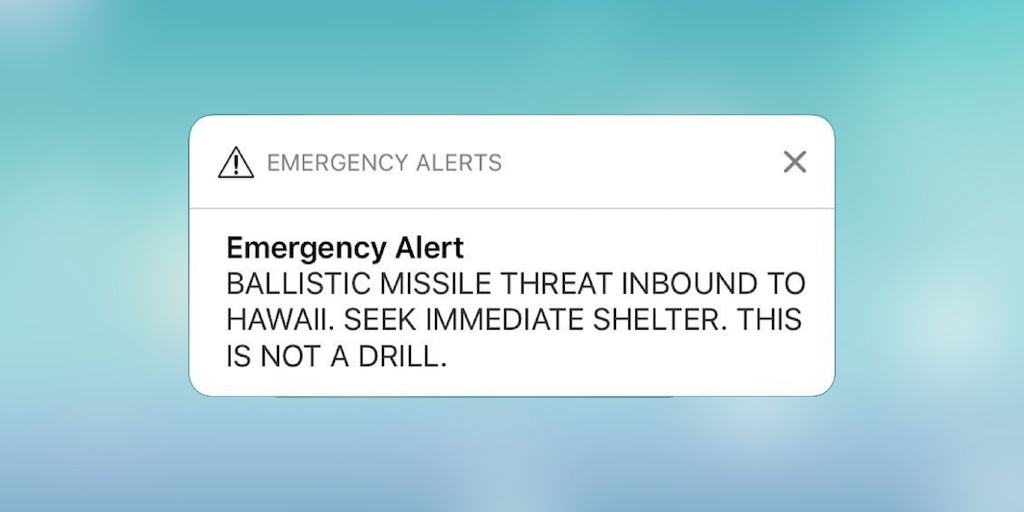 EMERGENCY ALERTS
Emergency Alert
BALLISTIC MISSILE THREAT INBOUND TO
HAWAII. SEEK IMMEDIATE SHELTER. THIS
IS NOT A DRILL.